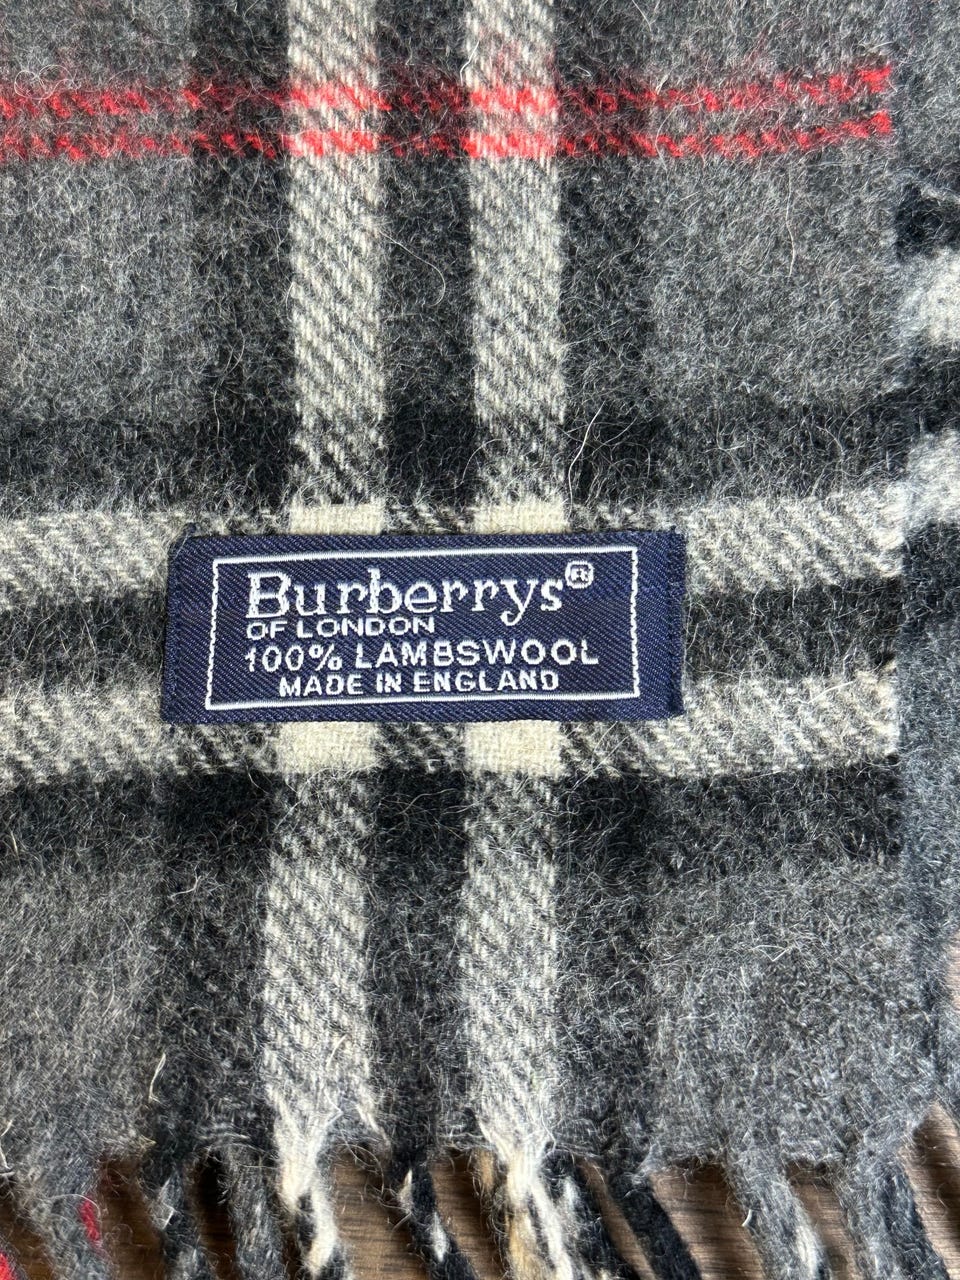 Burberrys®
OF LONDON
100% LAMBSWOOL
MADE IN ENGLAND